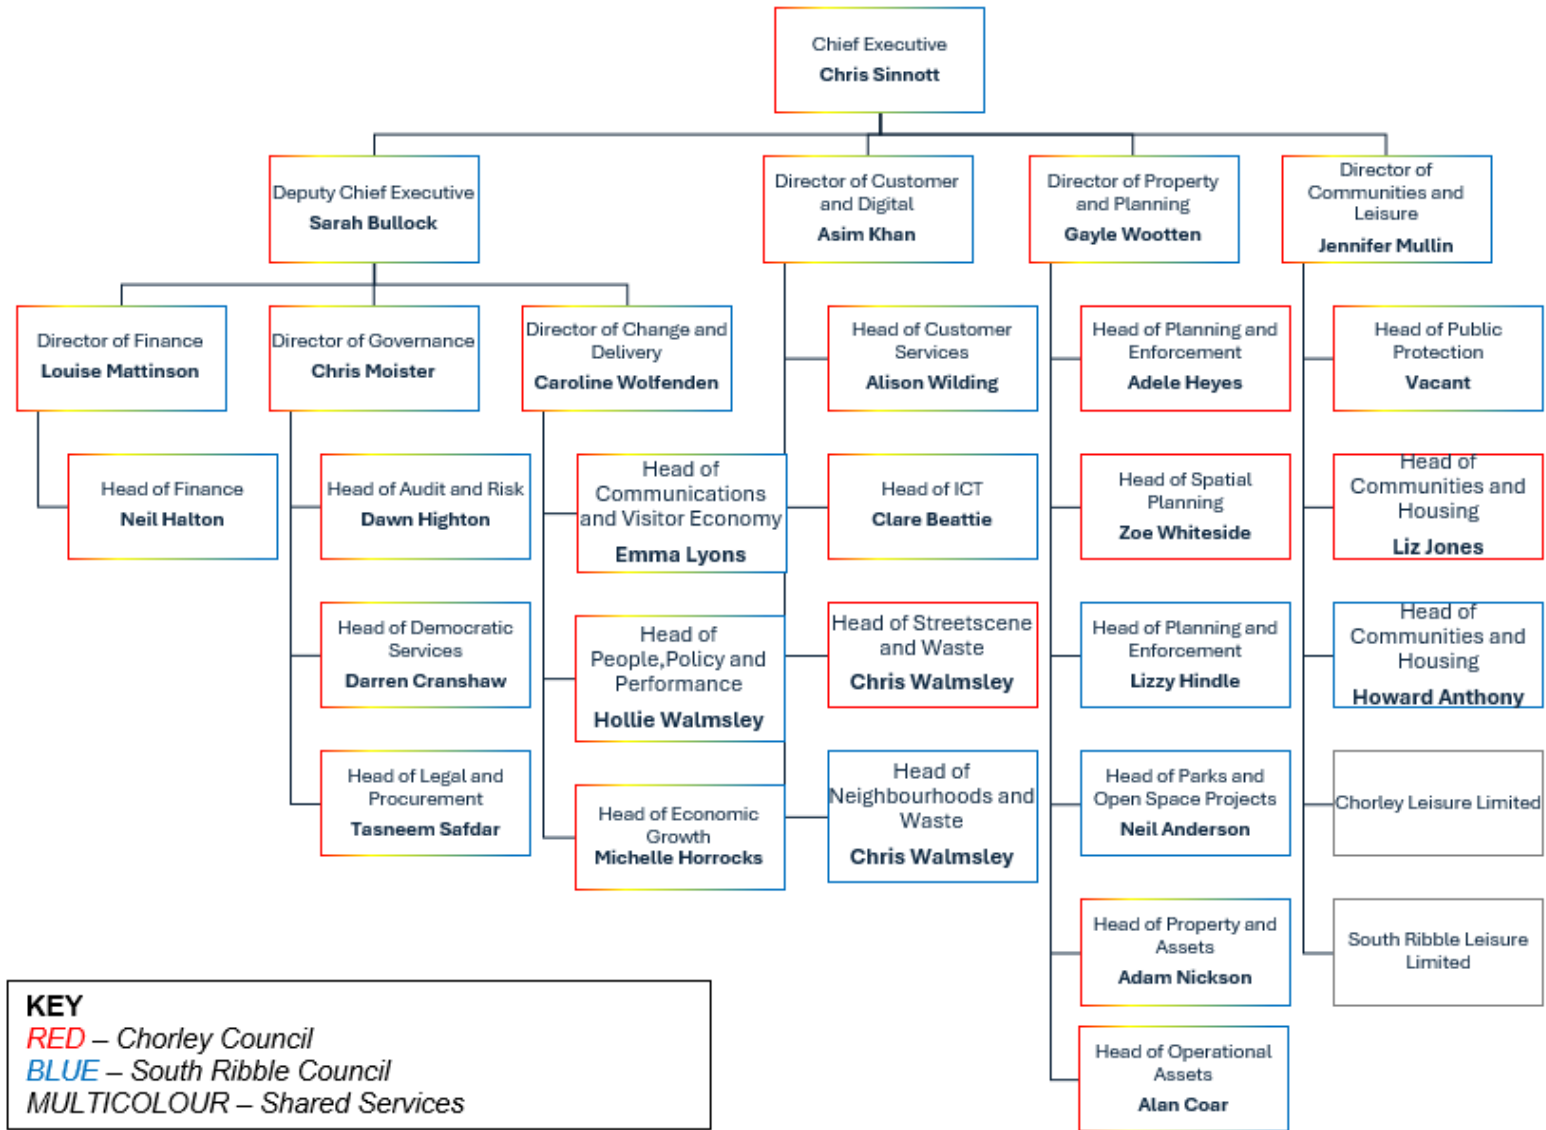 Chief Executive
Chris Sinnott
Deputy Chief Executive
Sarah Bullock
Director of Customer
and Digital
Asim Khan
Director of Property
and Planning
Gayle Wootten
Director of
Communities and
Leisure
Jennifer Mullin
Director of Finance
Louise Mattinson
Director of Governance
Chris Moister
Director of Change and
Delivery
Caroline Wolfenden
Head of Customer
Services
Alison Wilding
Head of Planning and
Enforcement
Adele Heyes
Head of Public
Protection
Vacant
Head of Finance
Neil Halton
Head of Audit and Risk
Dawn Highton
Head of
Communications
and Visitor Economy
Emma Lyons
Head of ICT
Clare Beattie
Head of Spatial
Planning
Zoe Whiteside
Head of
Communities and
Housing
Liz Jones
Head of Democratic
Services
Darren Cranshaw
Head of
People,Policy and
Performance
Hollie Walmsley
Head of Streetscene
and Waste
Chris Walmsley
Head of Planning and
Enforcement
Lizzy Hindle
Head of
Communities and
Housing
Howard Anthony
Head of Legal and
Procurement
Tasneem Safdar
Head of Economic
Growth
Michelle Horrocks
Head of
Neighbourhoods and
Waste
Chris Walmsley
Head of Parks and
Open Space Projects
Neil Anderson
Chorley Leisure Limited
Head of Property and
Assets
Adam Nickson
South Ribble Leisure
Limited
Head of Operational
Assets
Alan Coar
KEY
RED – Chorley Council
BLUE – South Ribble Council
MULTICOLOUR – Shared Services